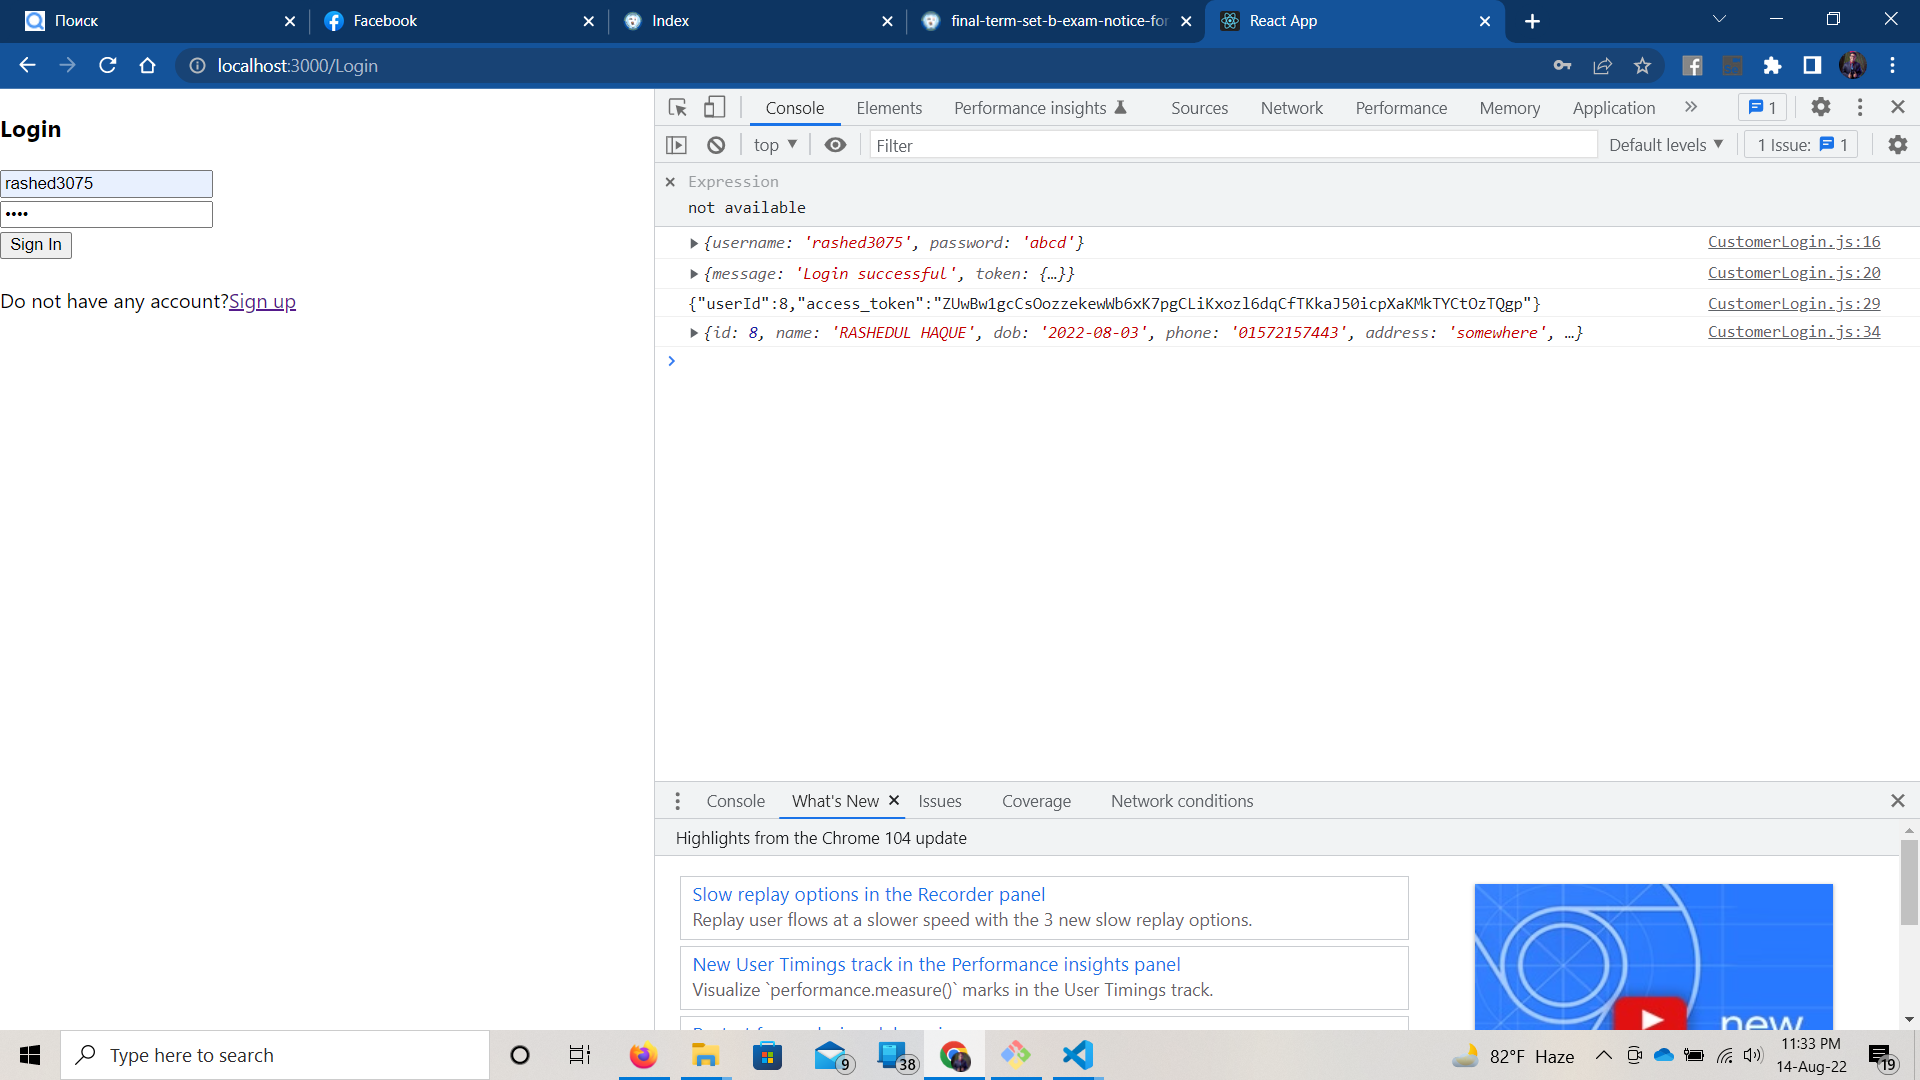 Поиск
Facebook
Index
final-term-set-b-exam-notice-for
React App
localhost:3000/Login
Login
rashed3075
••••
Sign In
Do not have any account?Sign up
Console Elements Performance insights Sources Network Performance Memory Application » 1
top Filter Default levels 1 Issue: 1
Expression
not available
{username: 'rashed3075', password: 'abcd'} CustomerLogin.js:16
{message: 'Login successful', token: {…}} CustomerLogin.js:20
{"userId":8,"access_token":"ZUwBw1gcCsOozzekewWb6xK7pgCLiKxozl6dqCfTKkaJ50icpXaKMkTYCtOzTQgp"} CustomerLogin.js:29
{id: 8, name: 'RASHEDUL HAQUE', dob: '2022-08-03', phone: '01572157443', address: 'somewhere', …} CustomerLogin.js:34
Console What's New Issues Coverage Network conditions
Highlights from the Chrome 104 update
Slow replay options in the Recorder panel
Replay user flows at a slower speed with the 3 new slow replay options.
New User Timings track in the Performance insights panel
Visualize `performance.measure()` marks in the User Timings track.
new
Type here to search
9
38
82°F Haze
11:33 PM
14-Aug-22
19